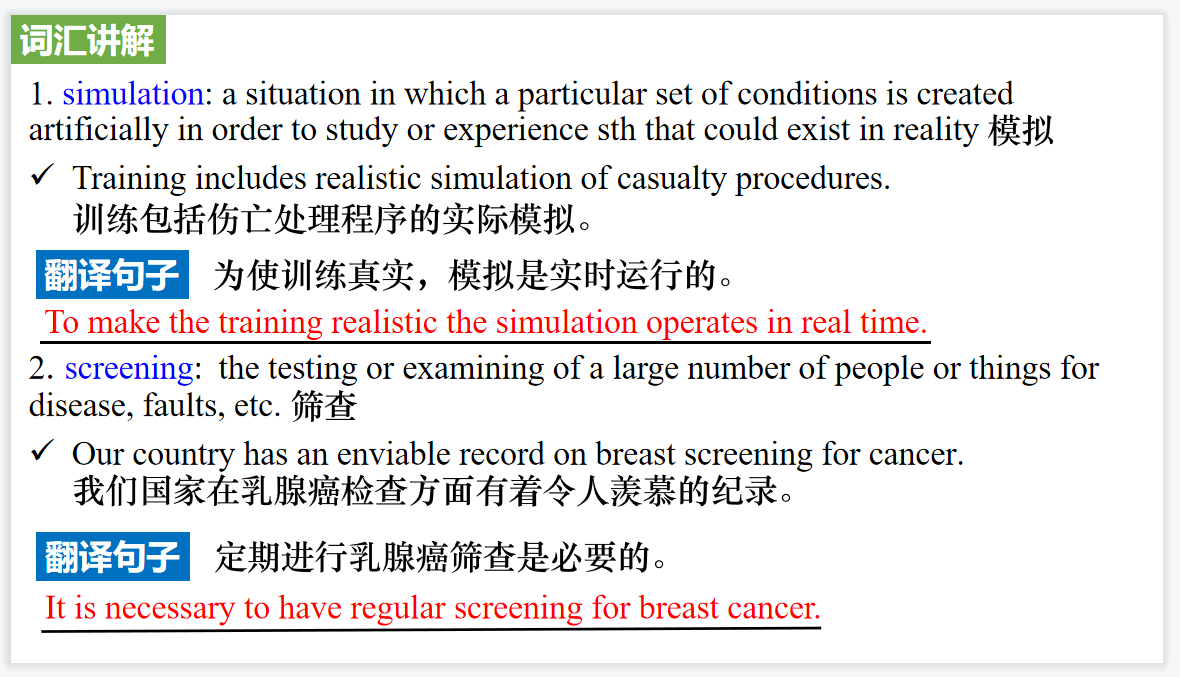 词汇讲解
1. simulation: a situation in which a particular set of conditions is created
artificially in order to study or experience sth that could exist in reality 模拟
✓ Training includes realistic simulation of casualty procedures.
训练包括伤亡处理程序的实际模拟。
翻译句子 为使训练真实，模拟是实时运行的。
To make the training realistic the simulation operates in real time.
2. screening: the testing or examining of a large number of people or things for
disease, faults, etc. 筛查
✓ Our country has an enviable record on breast screening for cancer.
我们国家在乳腺癌检查方面有着令人羡慕的纪录。
翻译句子 定期进行乳腺癌筛查是必要的。
It is necessary to have regular screening for breast cancer.